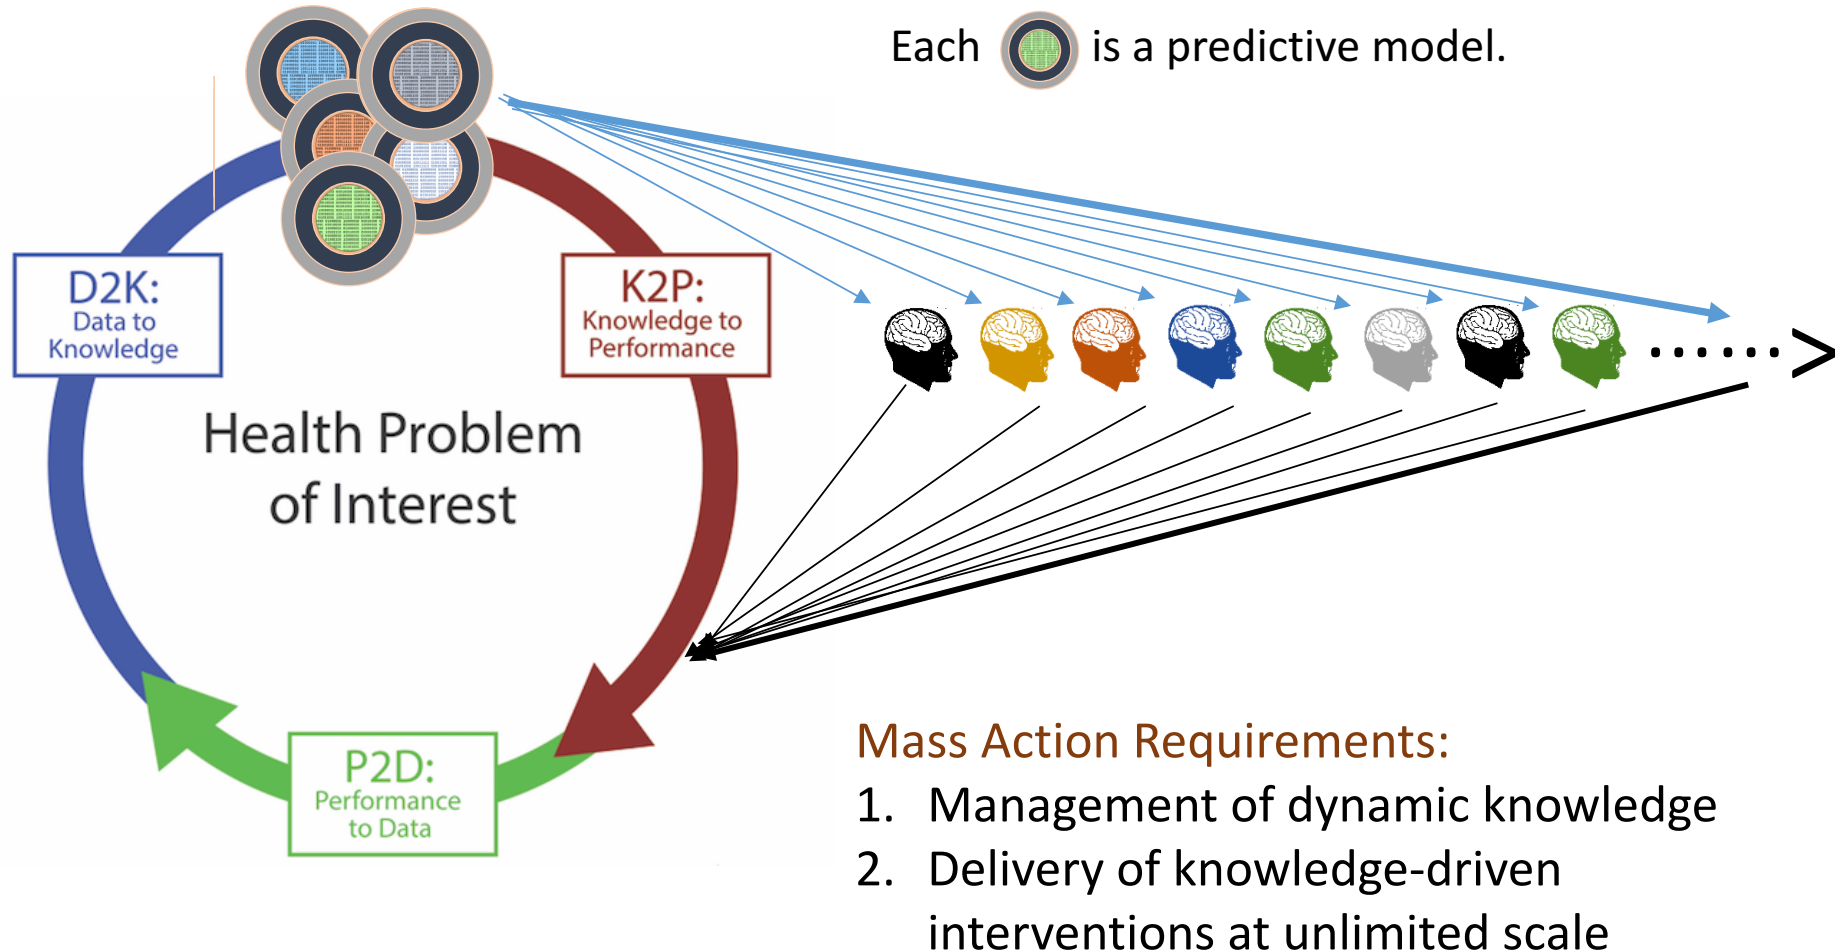 Each is a predictive model.
D2K:
Data to
Knowledge
K2P:
Knowledge to
Performance
Health Problem
of Interest
P2D:
Performance
to Data
Mass Action Requirements:
1. Management of dynamic knowledge
2. Delivery of knowledge-driven
interventions at unlimited scale